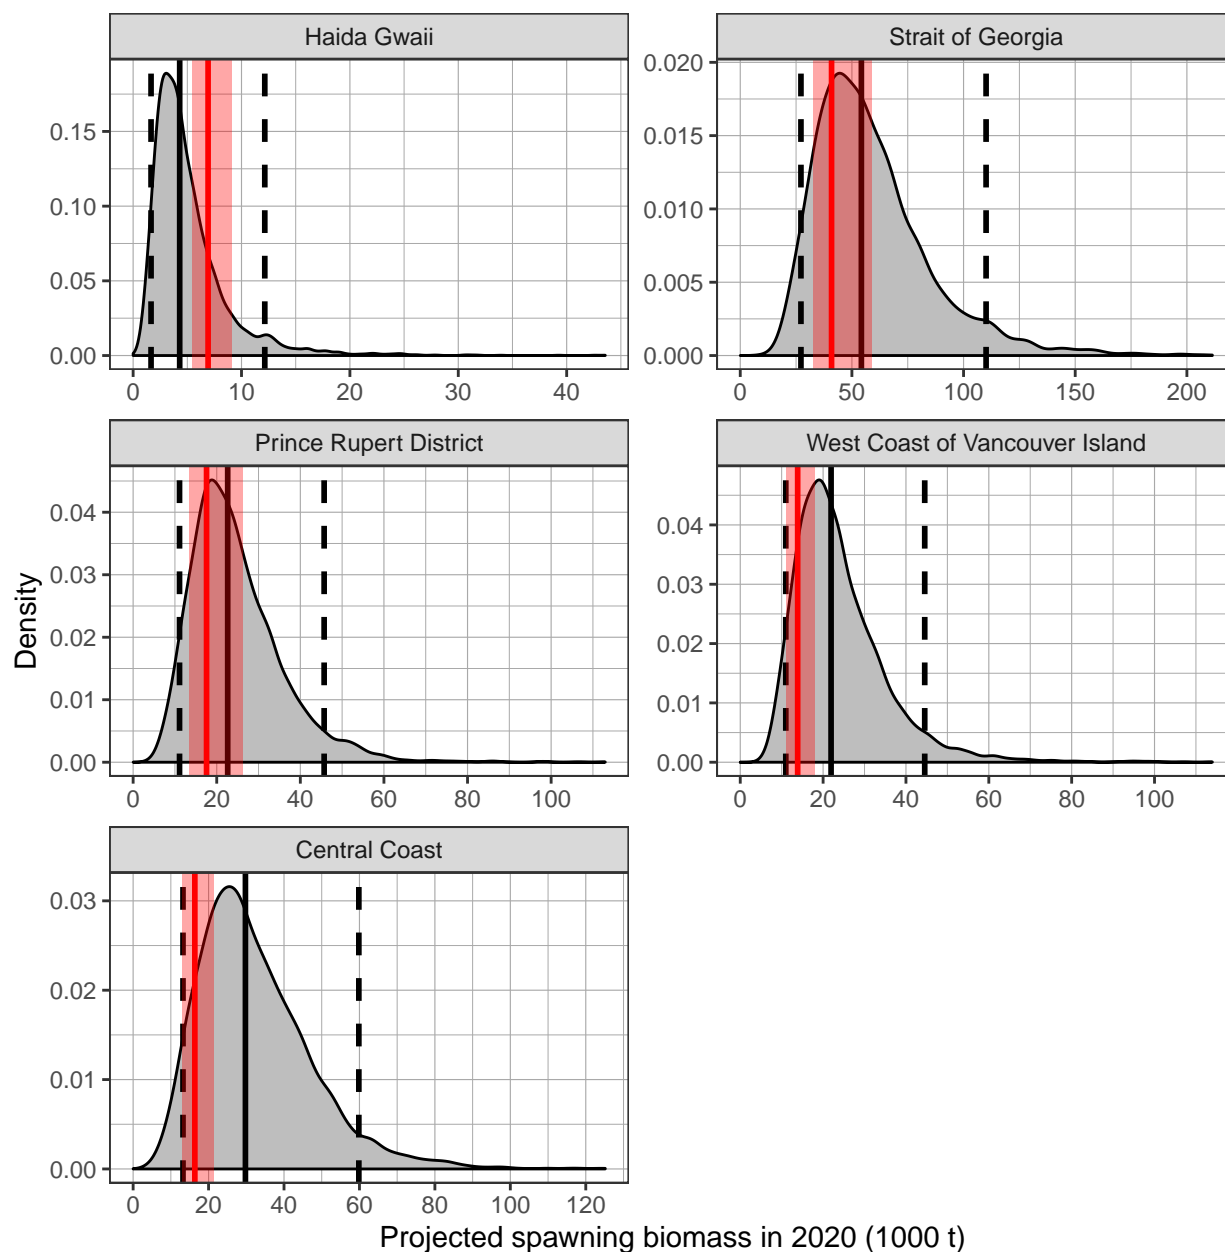 Haida Gwaii
0.15
0.10
0.05
0.00
0 10 20 30 40
Strait of Georgia
0.020
0.015
0.010
0.005
0.000
0 50 100 150 200
Prince Rupert District
0.04
0.03
0.02
0.01
0.00
0 20 40 60 80 100
West Coast of Vancouver Island
0.04
0.03
0.02
0.01
0.00
0 20 40 60 80 100
Central Coast
0.03
0.02
0.01
0.00
0 20 40 60 80 100 120
Density
Projected spawning biomass in 2020 (1000 t)